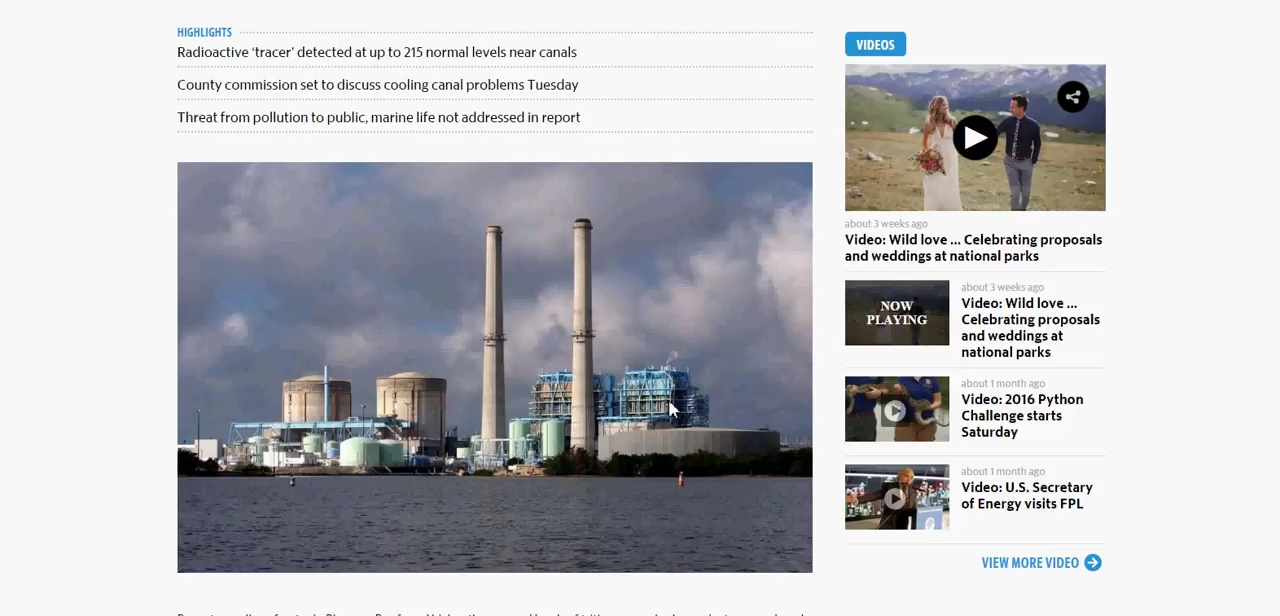 HIGHLIGHTS
Radioactive ‘tracer’ detected at up to 215 normal levels near canals
County commission set to discuss cooling canal problems Tuesday
Threat from pollution to public, marine life not addressed in report
VIDEOS
about 3 weeks ago
Video: Wild love ... Celebrating proposals
and weddings at national parks
NOW
PLAYING
about 3 weeks ago
Video: Wild love ...
Celebrating proposals
and weddings at
national parks
about 1 month ago
Video: 2016 Python
Challenge starts
Saturday
about 1 month ago
Video: U.S. Secretary
of Energy visits FPL
VIEW MORE VIDEO